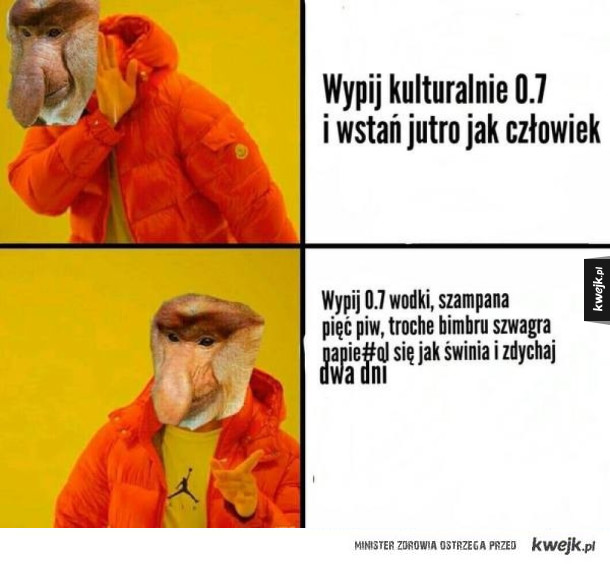 Wypij kulturalnie 0.7
i wstań jutro jak człowiek
kwejk.pl
Wypij 0.7 wodki, szampana
pięć piw, troche bimbru szwagra
napie#ol się jak świnia i zdychaj
dwa dni
MINISTER ZDROWIA OSTRZEGA PRZED kwejk.pl